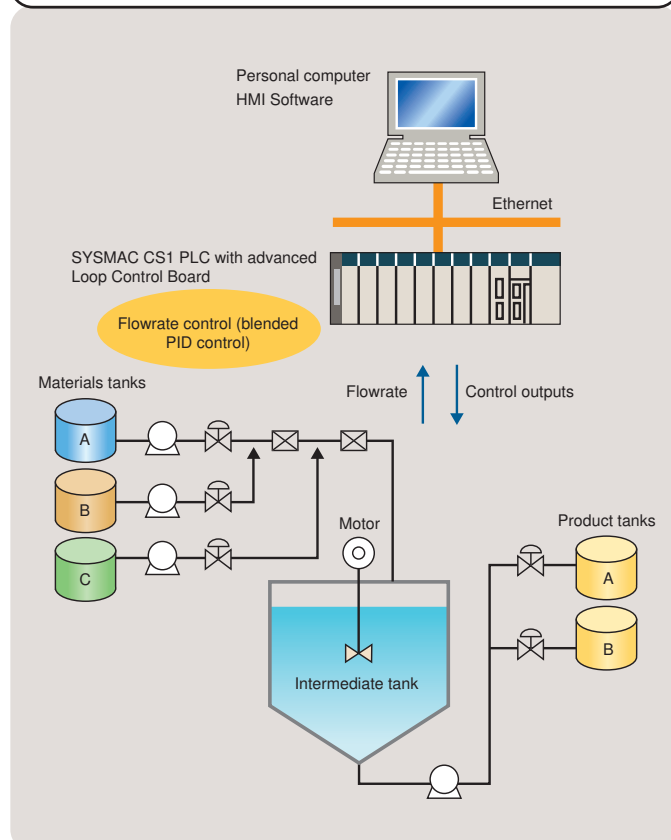 Personal computer
HMI Software
Ethernet
SYSMAC CS1 PLC with advanced
Loop Control Board
Flowrate control (blended
PID control)
Flowrate
Control outputs
Materials tanks
A
B
C
Motor
Product tanks
A
B
Intermediate tank